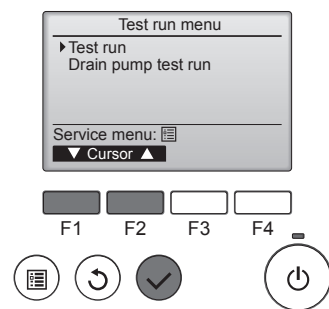 Test run menu
Test run
Drain pump test run
Service menu:
Cursor
F1 F2 F3 F4